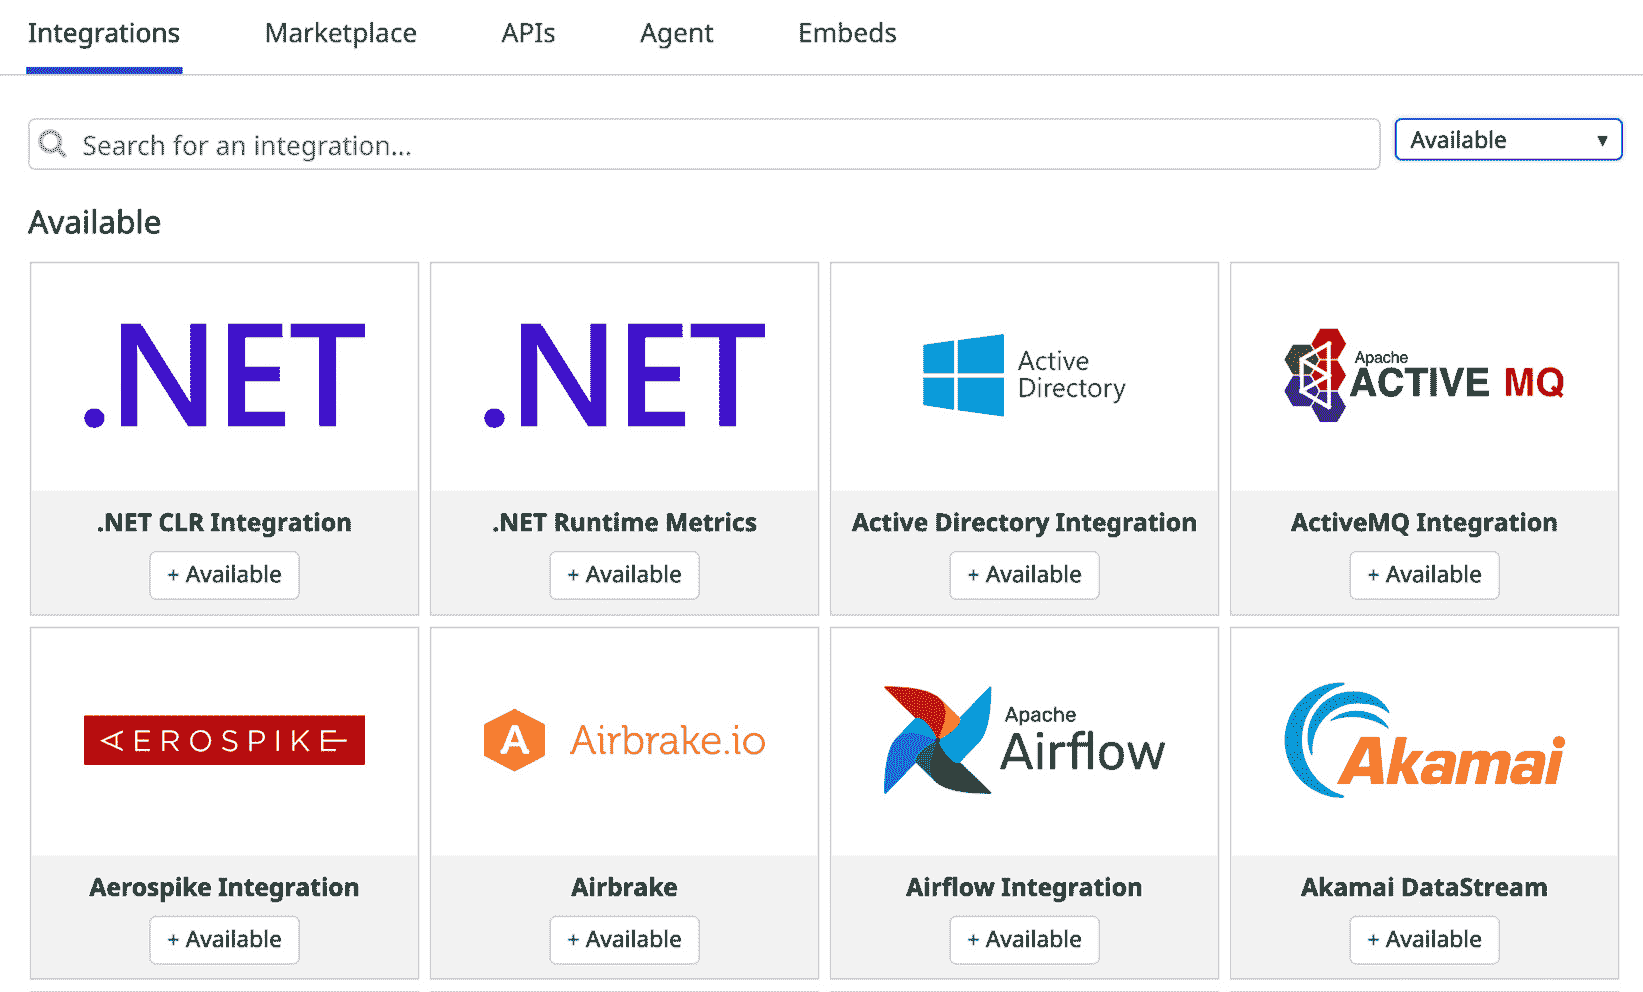 Integrations Marketplace APIs Agent Embeds
Search for an integration...
Available ▼
Available
.NET
.NET
Active
Directory
Apache
ACTIVE MQ
.NET CLR Integration
.NET Runtime Metrics
Active Directory Integration
ActiveMQ Integration
+ Available
+ Available
+ Available
+ Available
AEROSPIKE
A Airbrake.io
Apache
Airflow
Akamai
Aerospike Integration
Airbrake
Airflow Integration
Akamai DataStream
+ Available
+ Available
+ Available
+ Available